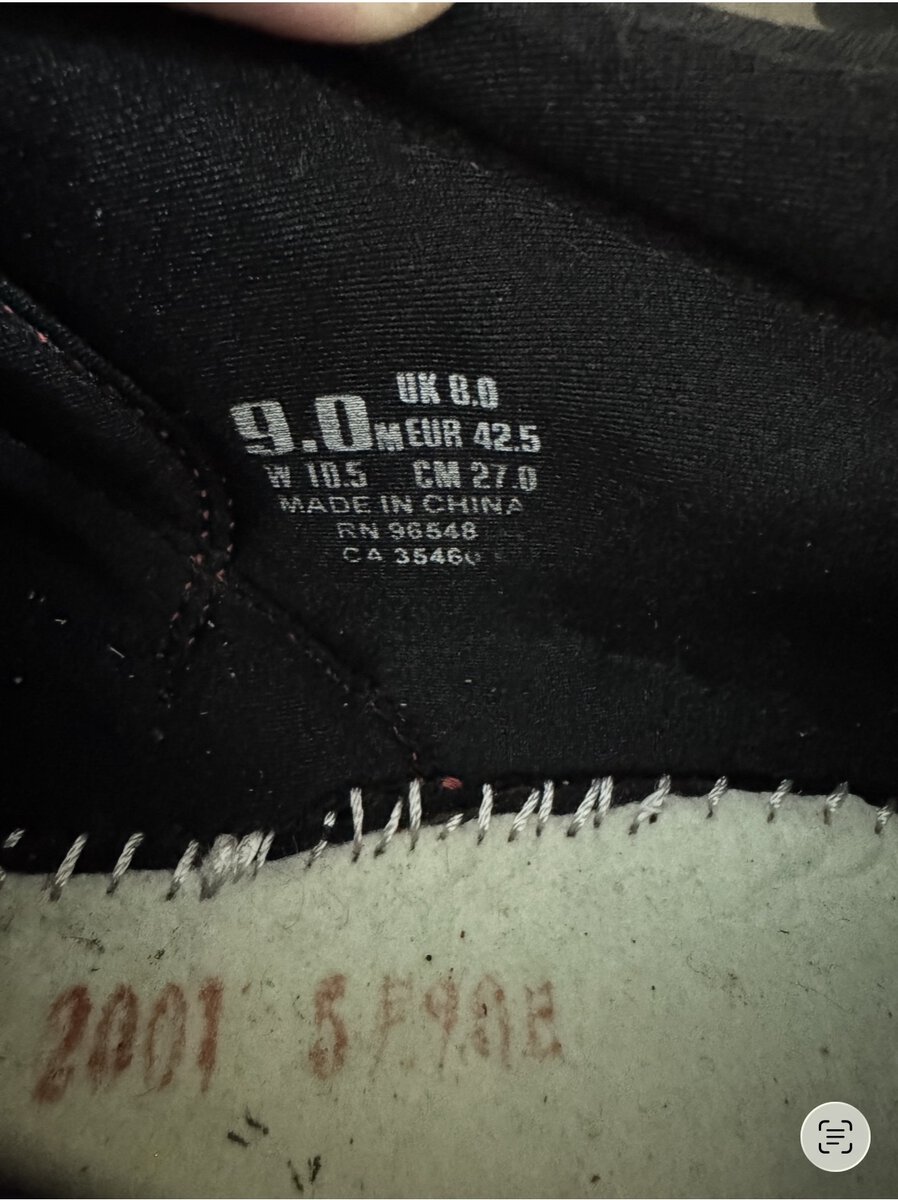 9.0 M UK 8.0
EUR 42.5
W 10.5 CM 27.0
MADE IN CHINA
RN 96548
CA 35460
2001